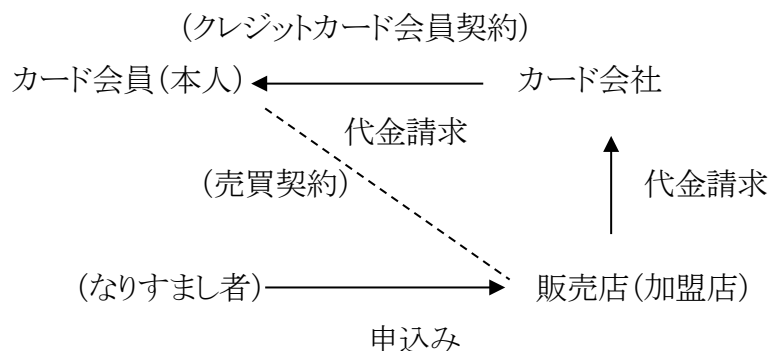 (クレジットカード会員契約)
カード会員(本人)
カード会社
代金請求
(売買契約)
代金請求
(なりすまし者)
販売店(加盟店)
申込み